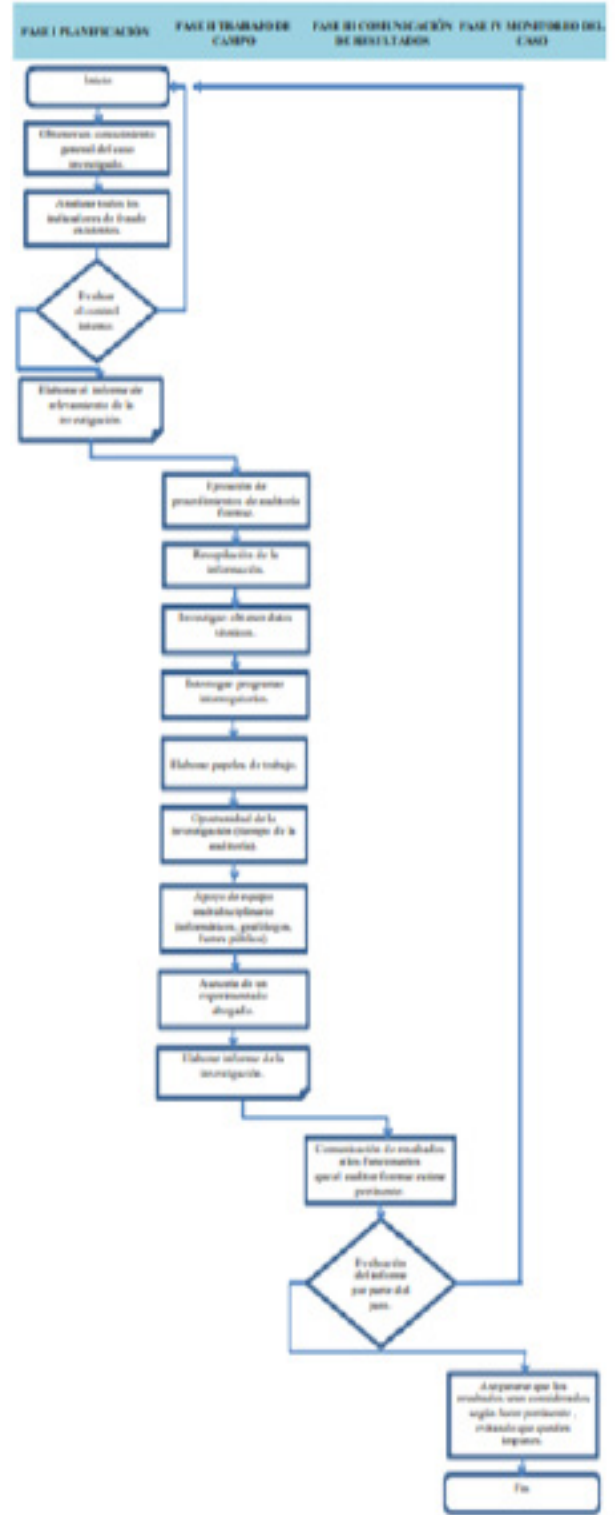 FASE I PLANIFICACIÓN
FASE II TRABAJO DE
CAMPO
FASE III COMUNICACIÓN
DE RESULTADOS
FASE IV MONITOREO DEL
CASO
Inicio
conocimiento
general del caso
investigado.
Analizar todos los
indicadores de fraude
existentes.
Evaluar
el control
interno
Elaborar el informe de
relevamiento de la
investigación.
Ejecución de
procedimientos de auditoría
forense.
Recopilación de la
información.
Investigar obtener datos
técnicos.
Interrogar programar
interrogatorios.
Elaborar papeles de trabajo.
Oportunidad de la
investigación (tiempo de la
auditoría).
Apoyo de equipo
multidisciplinario
(informáticos, grafólogos,
fuerza pública)
de un
experimentado
abogado.
Elaborar informe de la
investigación.
Comunicación de resultados
a los funcionarios
que el auditor forense estime
pertinente.
Evaluación
del informe
por parte del
juez.
Asegurarse que los
resultados sean considerados
según fuere pertinente ,
evitando que queden
impunes.
Fin